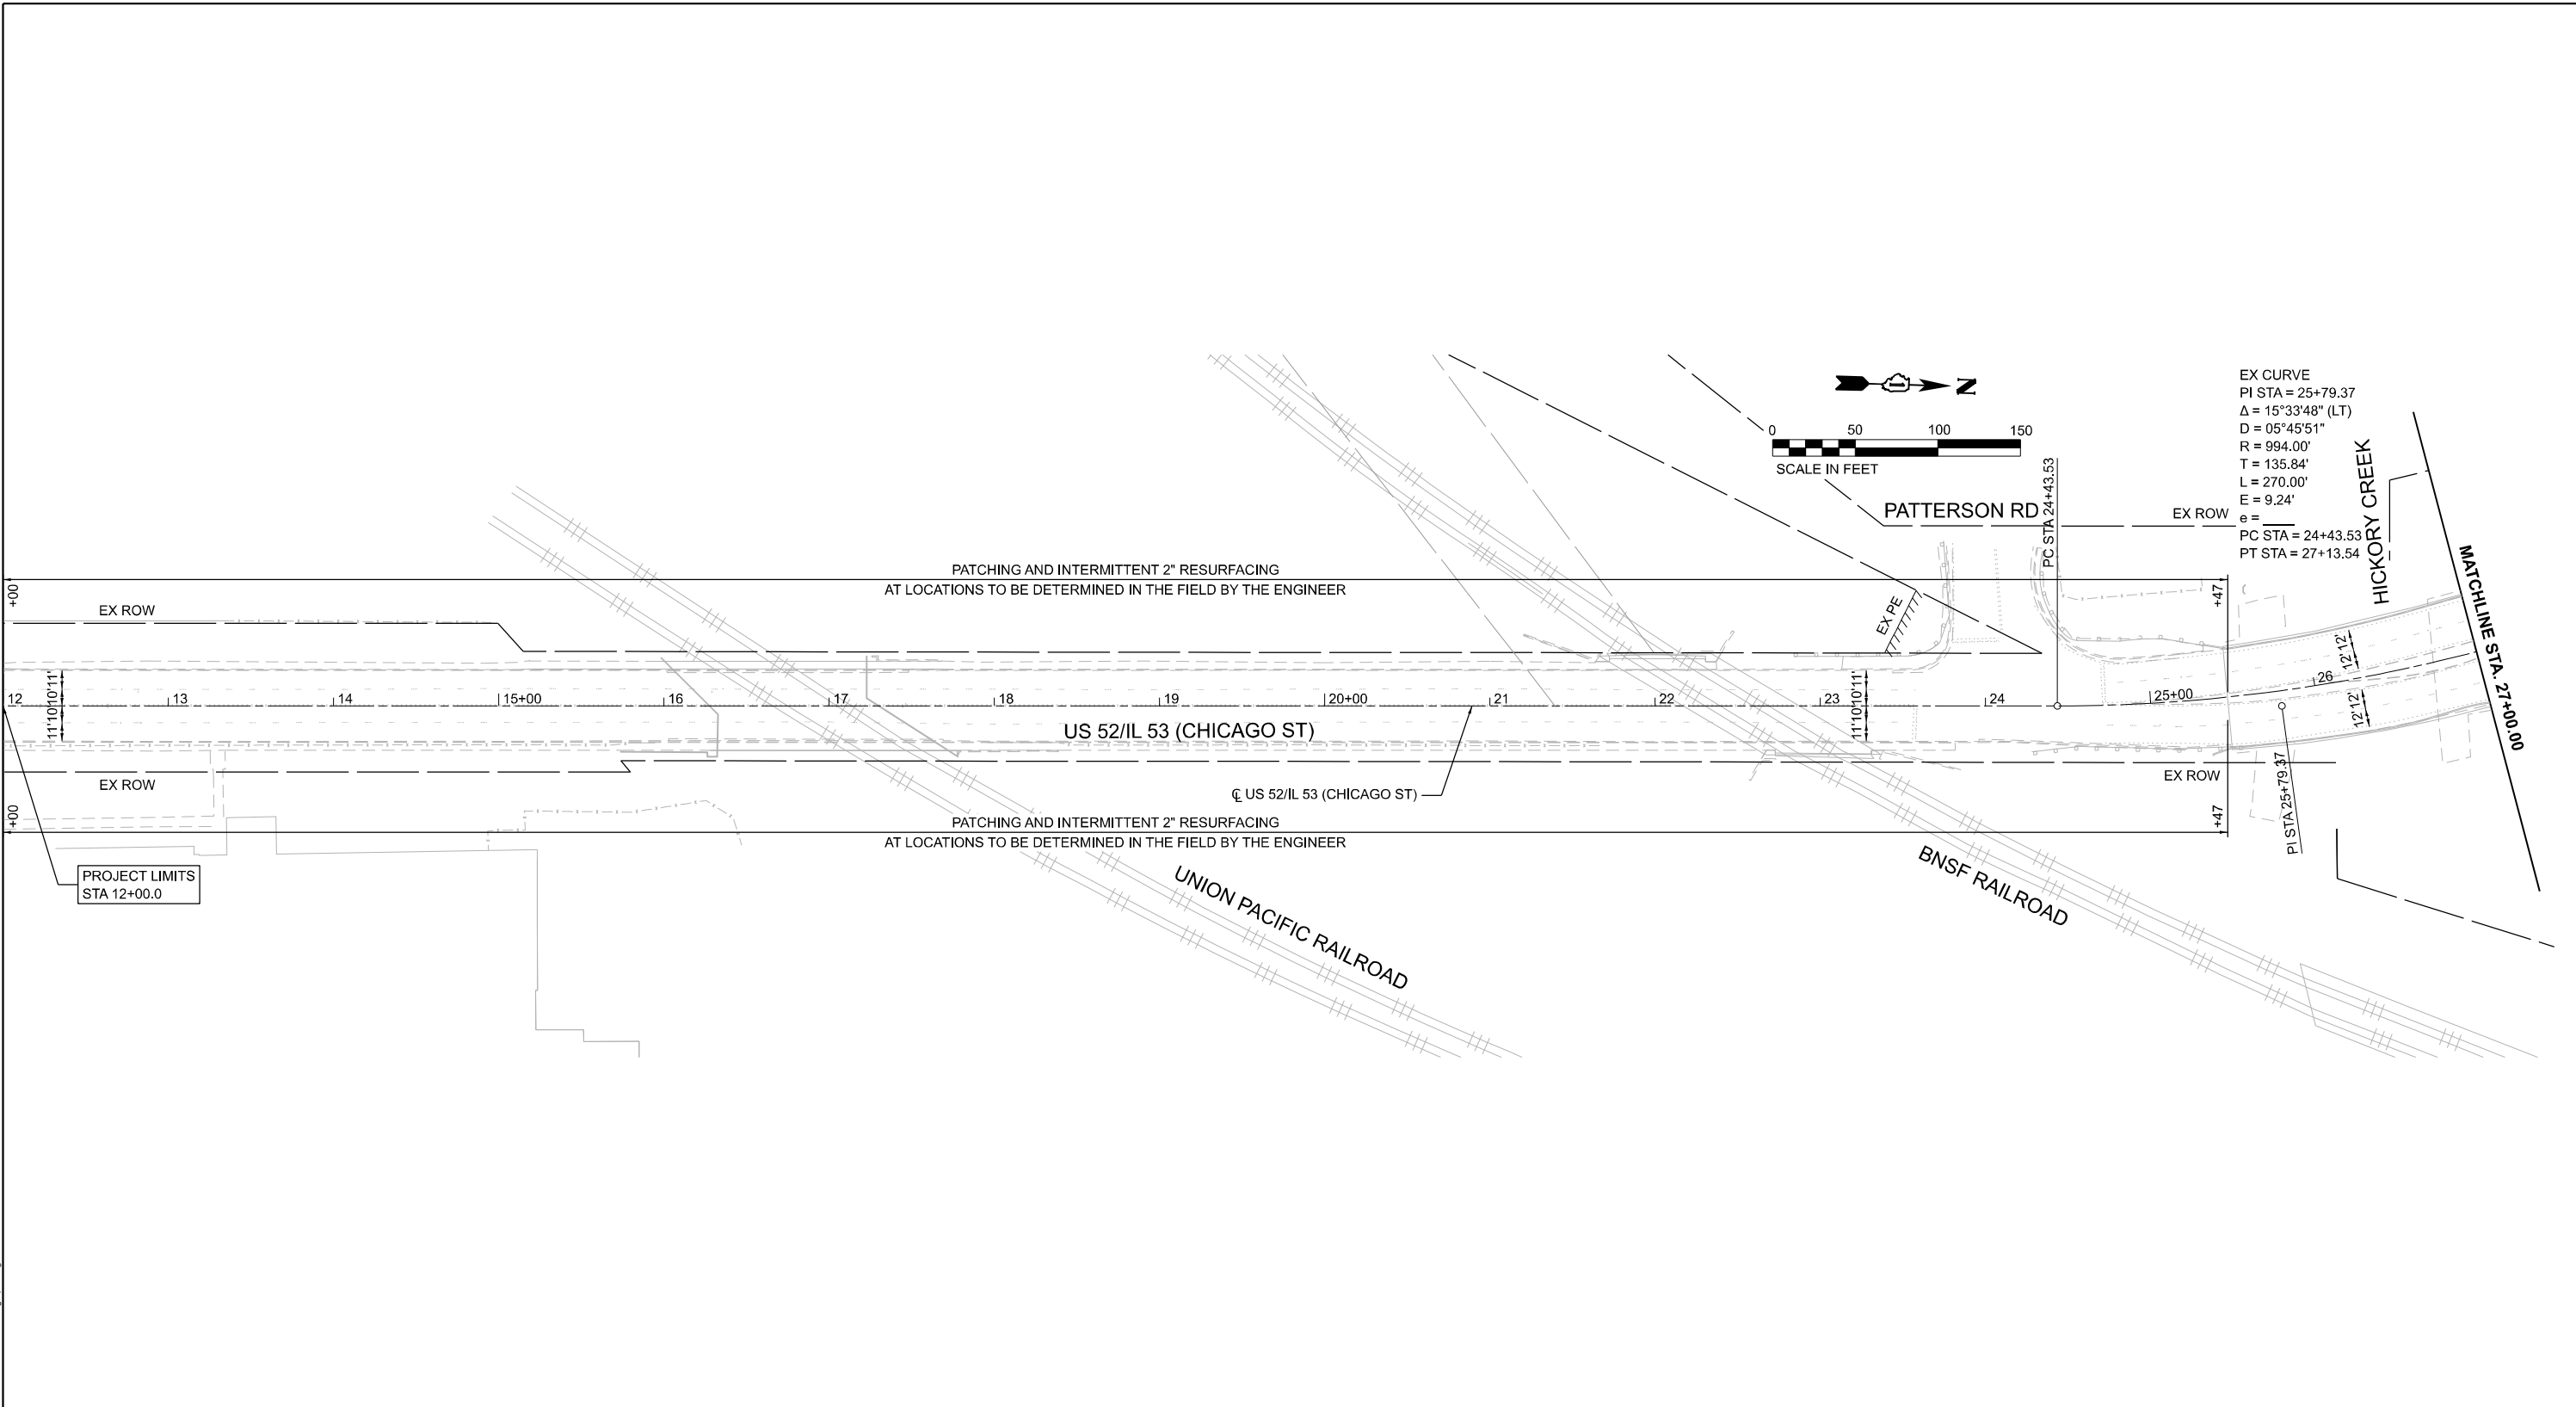 EX CURVE
PI STA = 25+79.37
Δ = 15°33'48" (LT)
D = 05°45'51"
R = 994.00'
T = 135.84'
L = 270.00'
E = 9.24'
e = ____
PC STA = 24+43.53
PT STA = 27+13.54
N
0 50 100 150
SCALE IN FEET
PATTERSON RD
PC STA 24+43.53
EX ROW
HICKORY CREEK
MATCHLINE STA. 27+00.00
PATCHING AND INTERMITTENT 2" RESURFACING
AT LOCATIONS TO BE DETERMINED IN THE FIELD BY THE ENGINEER
+00
+47
EX ROW
EX PE
11'10'10'11'
12 13 14 15+00 16 17 18 19 20+00 21 22 23 24 25+00 26
11'10'10'11'
12'12'
12'12'
US 52/IL 53 (CHICAGO ST)
EX ROW
EX ROW
℄ US 52/IL 53 (CHICAGO ST)
PI STA 25+79.37
+00
+47
PATCHING AND INTERMITTENT 2" RESURFACING
AT LOCATIONS TO BE DETERMINED IN THE FIELD BY THE ENGINEER
PROJECT LIMITS
STA 12+00.0
UNION PACIFIC RAILROAD
BNSF RAILROAD